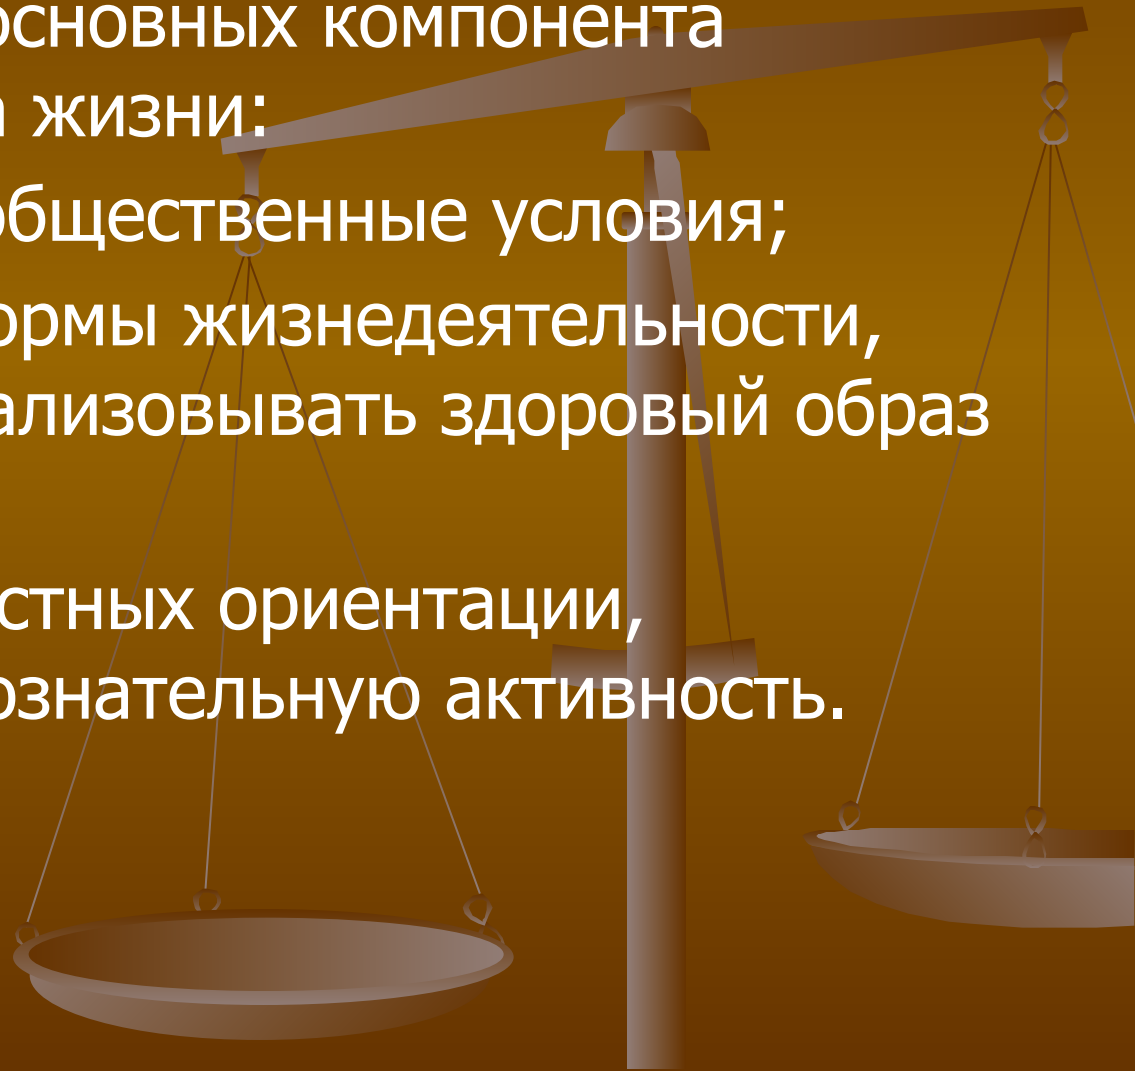 основных компонента
а жизни:
общественные условия;
ормы жизнедеятельности,
ализовывать здоровый образ
стных ориентации,
ознательную активность.